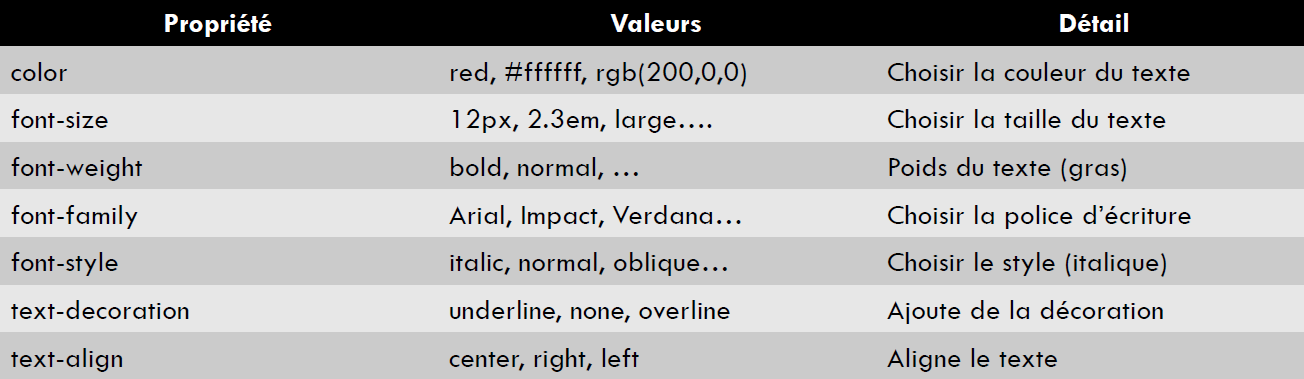 Propriété Valeurs Détail
color red, #ffffff, rgb(200,0,0) Choisir la couleur du texte
font-size 12px, 2.3em, large…. Choisir la taille du texte
font-weight bold, normal, … Poids du texte (gras)
font-family Arial, Impact, Verdana… Choisir la police d’écriture
font-style italic, normal, oblique… Choisir le style (italique)
text-decoration underline, none, overline Ajoute de la décoration
text-align center, right, left Aligne le texte